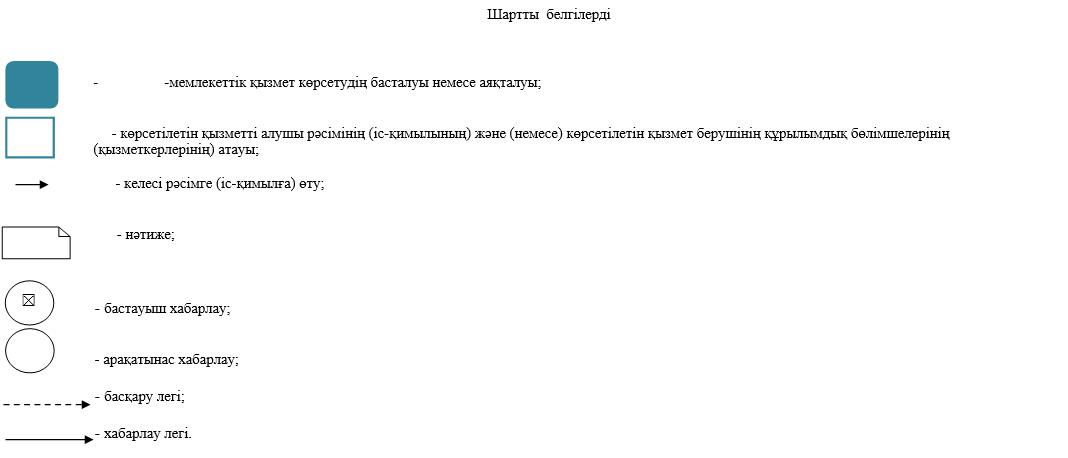 Шартты белгілерді
- -мемлекеттік қызмет көрсетудің басталуы немесе аяқталуы;
- көрсетілетін қызметті алушы рәсімінің (іс-қимылының) және (немесе) көрсетілетін қызмет берушінің құрылымдық бөлімшелерінің
(қызметкерлерінің) атауы;
- келесі рәсімге (іс-қимылға) өту;
- нәтиже;
- бастауыш хабарлау;
- арақатынас хабарлау;
- басқару легі;
- хабарлау легі.